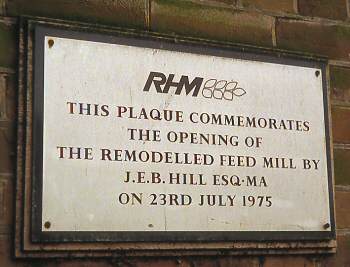 RHM
THIS PLAQUE COMMEMORATES
THE OPENING OF
THE REMODELLED FEED MILL BY
J.E.B. HILL ESQ·MA
ON 23RD JULY 1975